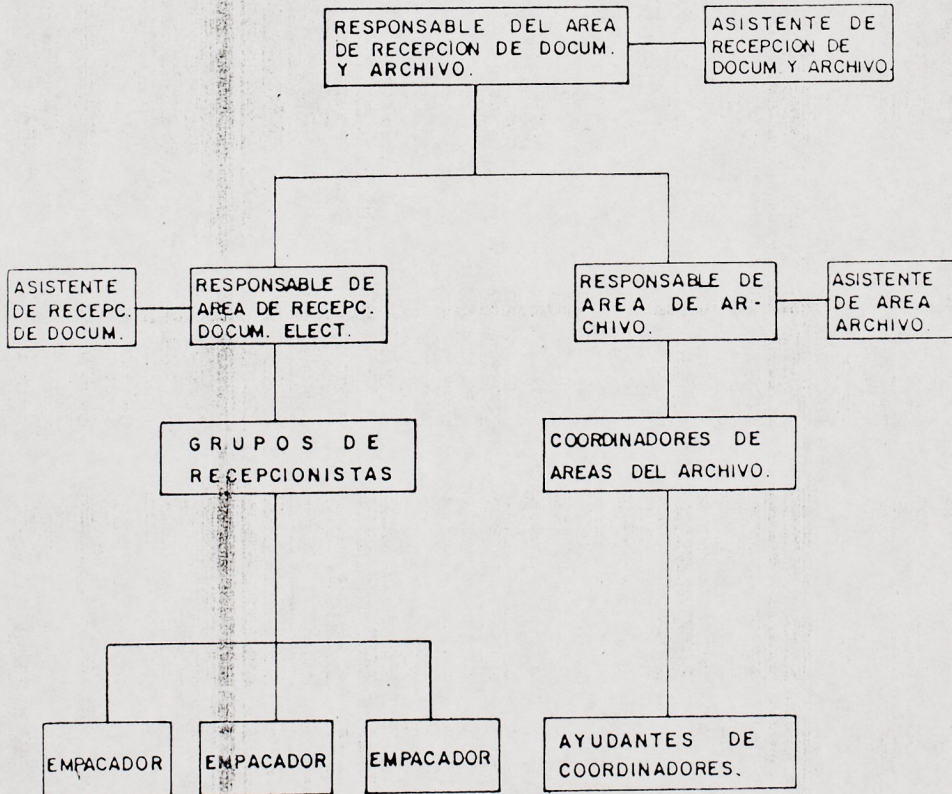 RESPONSABLE DEL AREA
DE RECEPCION DE DOCUM.
Y ARCHIVO.
ASISTENTE DE
RECEPCION DE
DOCUM. Y ARCHIVO.
ASISTENTE
DE RECEPC.
DE DOCUM.
RESPONSABLE DE
AREA DE RECEPC.
DOCUM. ELECT.
RESPONSABLE DE
AREA DE AR-
CHIVO.
ASISTENTE
DE AREA
ARCHIVO.
GRUPOS DE
RECEPCIONISTAS
COORDINADORES DE
AREAS DEL ARCHIVO.
EMPACADOR
EMPACADOR
EMPACADOR
AYUDANTES DE
COORDINADORES.